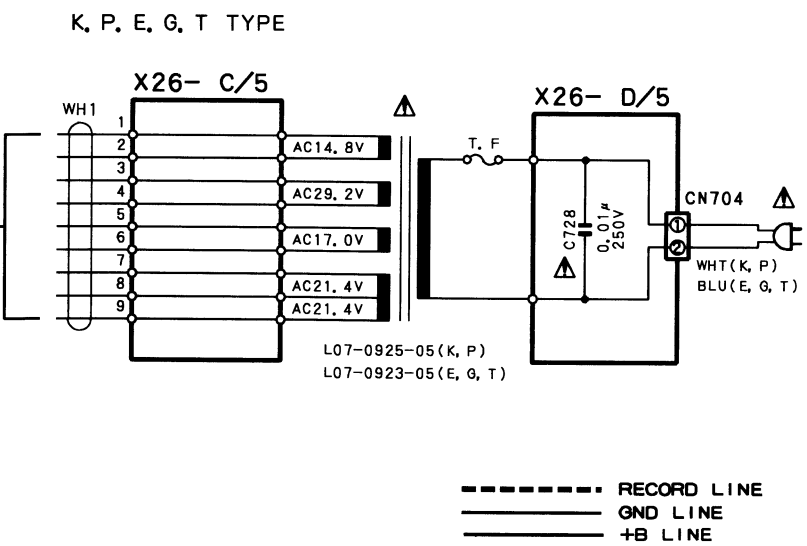 K. P. E. G. T TYPE
X26- C/5
WH1
1
2
3
4
5
6
7
8
9
AC14.8V
AC29.2V
AC17.0V
AC21.4V
AC21.4V
L07-0925-05(K, P)
L07-0923-05(E, G, T)
T. F
X26- D/5
C728
0.01μ
250V
CN704
1
2
WHT(K, P)
BLU(E, G, T)
RECORD LINE
GND LINE
+B LINE